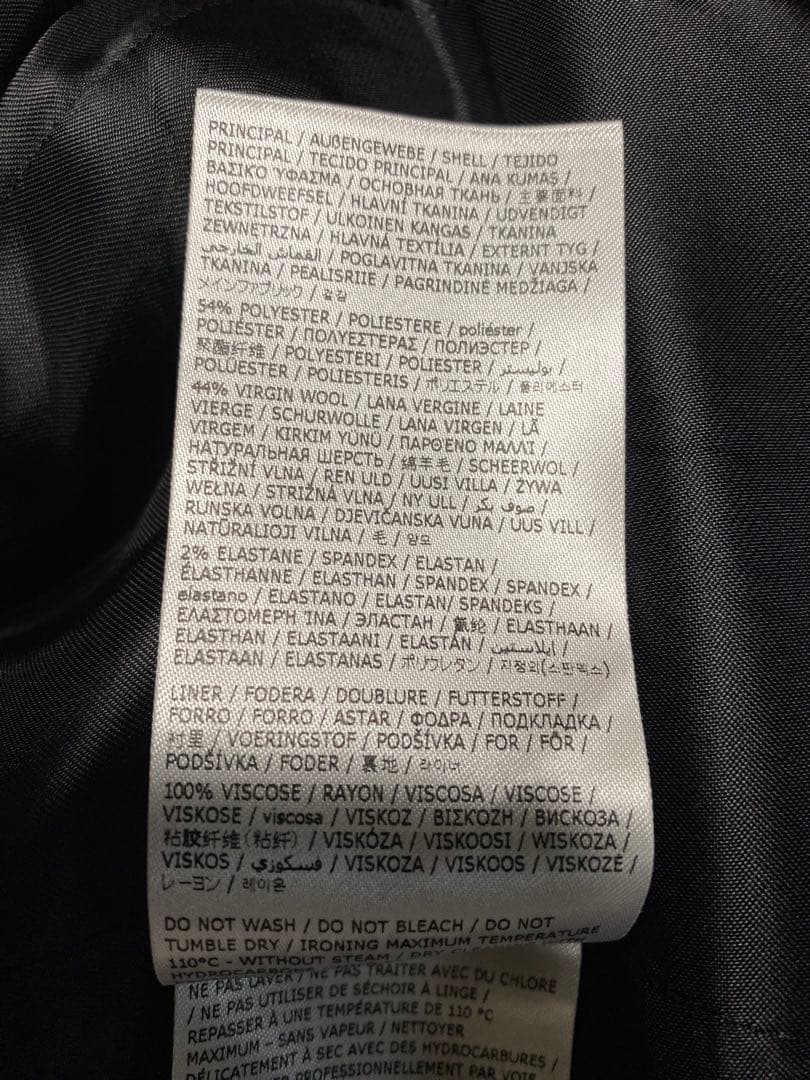 PRINCIPAL / AUßENGEWEBE / SHELL / TEJIDO
PRINCIPAL / TECIDO PRINCIPAL / ANA KUMAS /
ΒΑΣΙΚΟ ΎΦΑΣΜΑ / ОСНОВНАЯ ТКАНЬ / 主要面料 /
HOOFDWEEFSEL / HLAVNÍ TKANINA / UDVENDIGT
TEKSTILSTOF / ULKOINEN KANGAS / TKANINA
ZEWNETRZNA / HLAVNÁ TEXTÍLIA / EXTERNT TYG /
القماش الخارجي / POGLAVITNA TKANINA / VANJSKA
TKANINA / PEALISRIIE / PAGRINDINĖ MEDŽIAGA /
メインファブリック / 겉감
54% POLYESTER / POLIESTERE / poliéster /
POLIÉSTER / ΠΟΛΥΕΣΤΕΡΑΣ / ПОЛИЭСТЕР /
聚酯纤维 / POLYESTERI / POLIESTER / بوليستر /
POLÜESTER / POLIESTERIS / ポリエステル / 폴리에스터
44% VIRGIN WOOL / LANA VERGINE / LAINE
VIERGE / SCHURWOLLE / LANA VIRGEN / LÃ
VIRGEM / KIRKIM YÜNÜ / ΠΑΡΘΕΝΟ ΜΑΛΛΙ /
НАТУРАЛЬНАЯ ШЕРСТЬ / 绵羊毛 / SCHEERWOL /
STŘIŽNÍ VLNA / REN ULD / UUSI VILLA / ŻYWA
WEŁNA / STRIŽNÁ VLNA / NY ULL / صوف بكر /
RUNSKA VOLNA / DJEVIČANSKA VUNA / UUS VILL /
NATŪRALIOJI VILNA / 毛 / 양모
2% ELASTANE / SPANDEX / ELASTAN /
ÉLASTHANNE / ELASTHAN / SPANDEX / SPANDEX /
elastano / ELASTANO / ELASTAN/ SPANDEKS /
ΕΛΑΣΤΟΜΕΡΉ ΊΝΑ / ЭЛАСТАН / 氨纶 / ELASTHAAN /
ELASTHAN / ELASTAANI / ELASTÁN / ايلاستين /
ELASTAAN / ELASTANAS / ポリウレタン / 지정외(스판덱스)
LINER / FODERA / DOUBLURE / FUTTERSTOFF /
FORRO / FORRO / ASTAR / ΦΟΔΡΑ / ПОДКЛАДКА /
衬里 / VOERINGSTOF / PODŠÍVKA / FOR / FÔR /
PODŠÍVKA / FODER / 裏地 / 라이너
100% VISCOSE / RAYON / VISCOSA / VISCOSE /
VISKOSE / viscosa / VISKOZ / ΒΙΣΚΌΖΗ / ВИСКОЗА /
粘胶纤维(粘纤) / VISKÓZA / VISKOOSI / WISKOZA /
VISKOS / فسكوزي / VISKOZA / VISKOOS / VISKOZĖ /
レーヨン / 레이온
DO NOT WASH / DO NOT BLEACH / DO NOT
TUMBLE DRY / IRONING MAXIMUM TEMPERATURE
110°C - WITHOUT STEAM / DRY
NE PAS LAVER / NE PAS TRAITER AVEC DU CHLORE
/ NE PAS UTILISER DE SÉCHOIR À LINGE /
REPASSER À UNE TEMPÉRATURE DE 110 °C
MAXIMUM - SANS VAPEUR / NETTOYER
DÉLICATEMENT À SEC AVEC DES HYDROCARBURES /
PROFESSIONNELLEMENT PAR VOIE